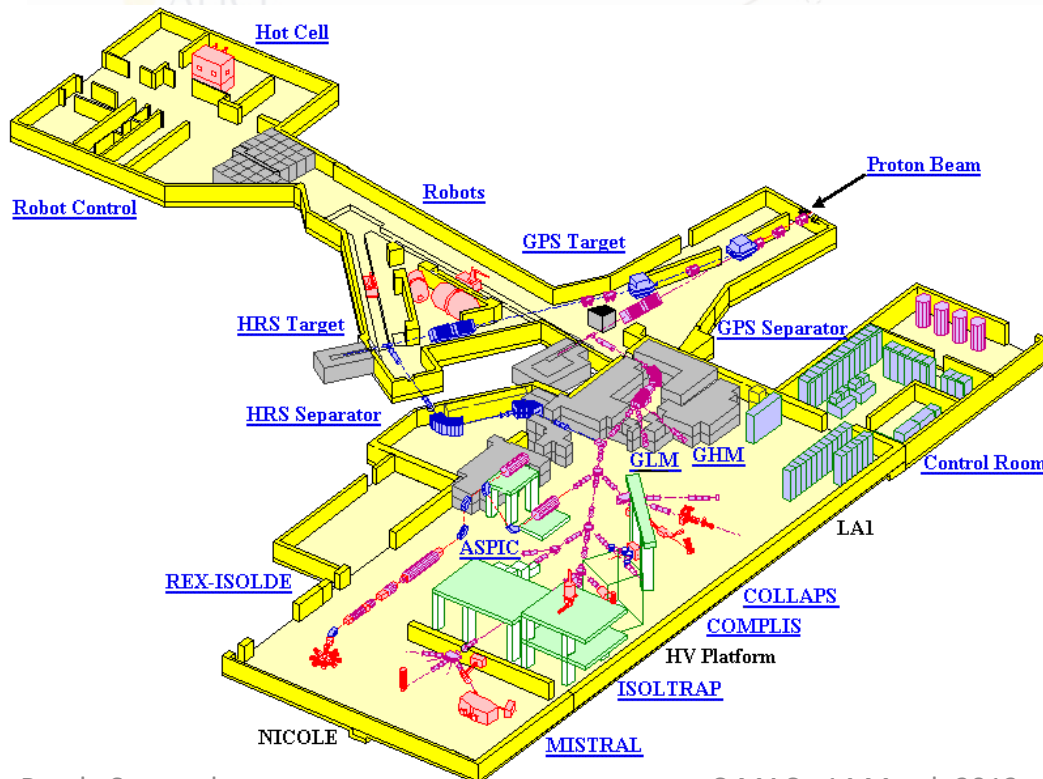 Hot Cell
Proton Beam
Robots
Robot Control
GPS Target
HRS Target
GPS Separator
HRS Separator
GLM
GHM
Control Room
LA1
ASPIC
REX-ISOLDE
COLLAPS
COMPLIS
HV Platform
ISOLTRAP
NICOLE
MISTRAL